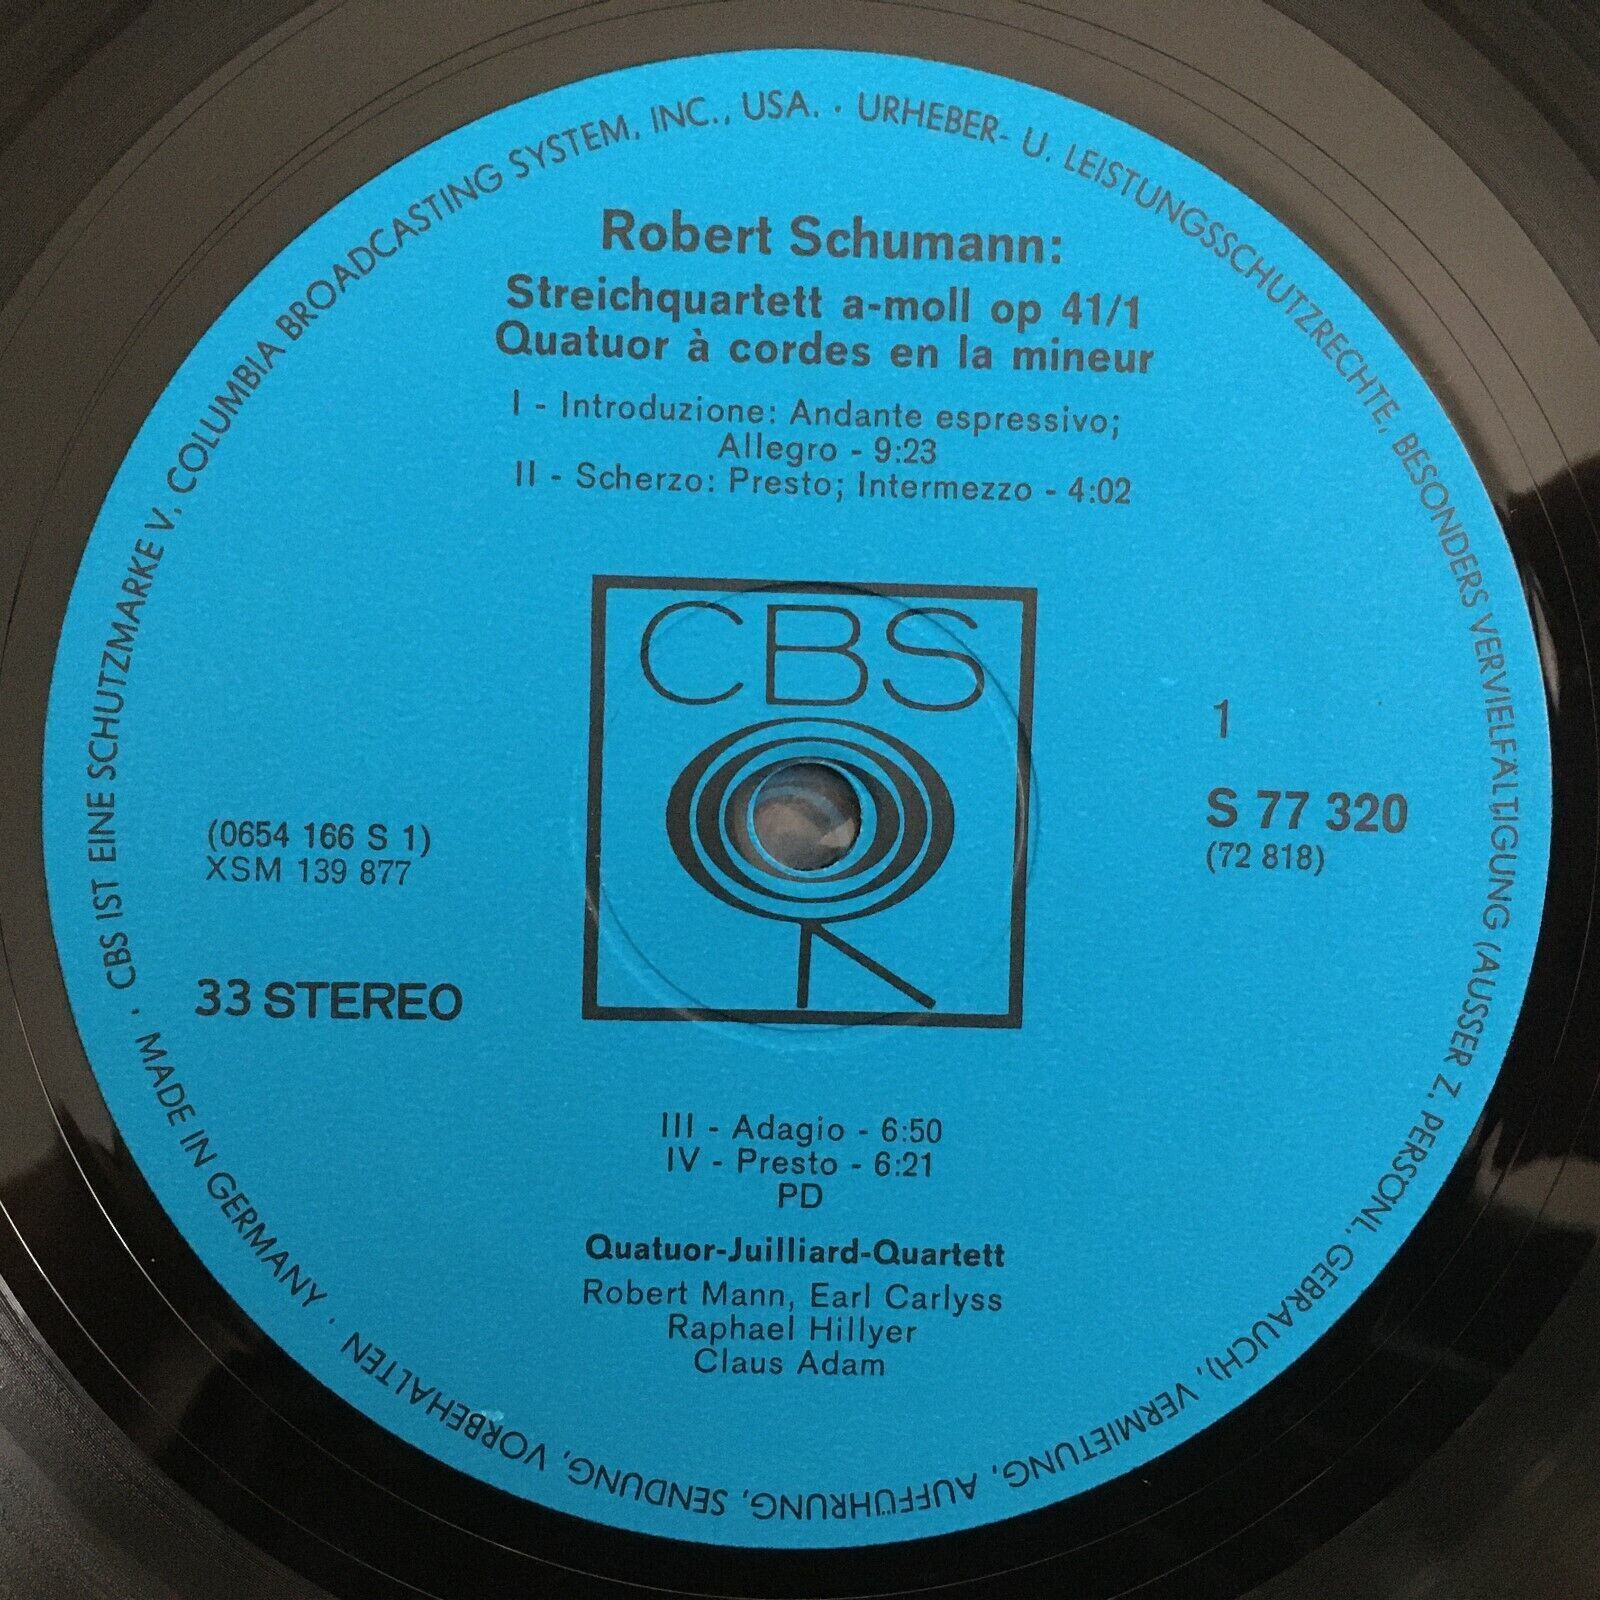 CBS IST EINE SCHUTZMARKE V. COLUMBIA BROADCASTING SYSTEM, INC., USA. · URHEBER- U. LEISTUNGSSCHUTZRECHTE, BESONDERS VERVIELFÄLTIGUNG (AUSSER Z. PERSÖNL. GEBRAUCH), VERMIETUNG, AUFFÜHRUNG, SENDUNG, VORBEHALTEN · MADE IN GERMANY ·
Robert Schumann:
Streichquartett a-moll op 41/1
Quatuor à cordes en la mineur
I - Introduzione: Andante espressivo;
Allegro - 9:23
II - Scherzo: Presto; Intermezzo - 4:02
CBS
1
S 77 320
(72 818)
(0654 166 S 1)
XSM 139 877
33 STEREO
III - Adagio - 6:50
IV - Presto - 6:21
PD
Quatuor-Juilliard-Quartett
Robert Mann, Earl Carlyss
Raphael Hillyer
Claus Adam